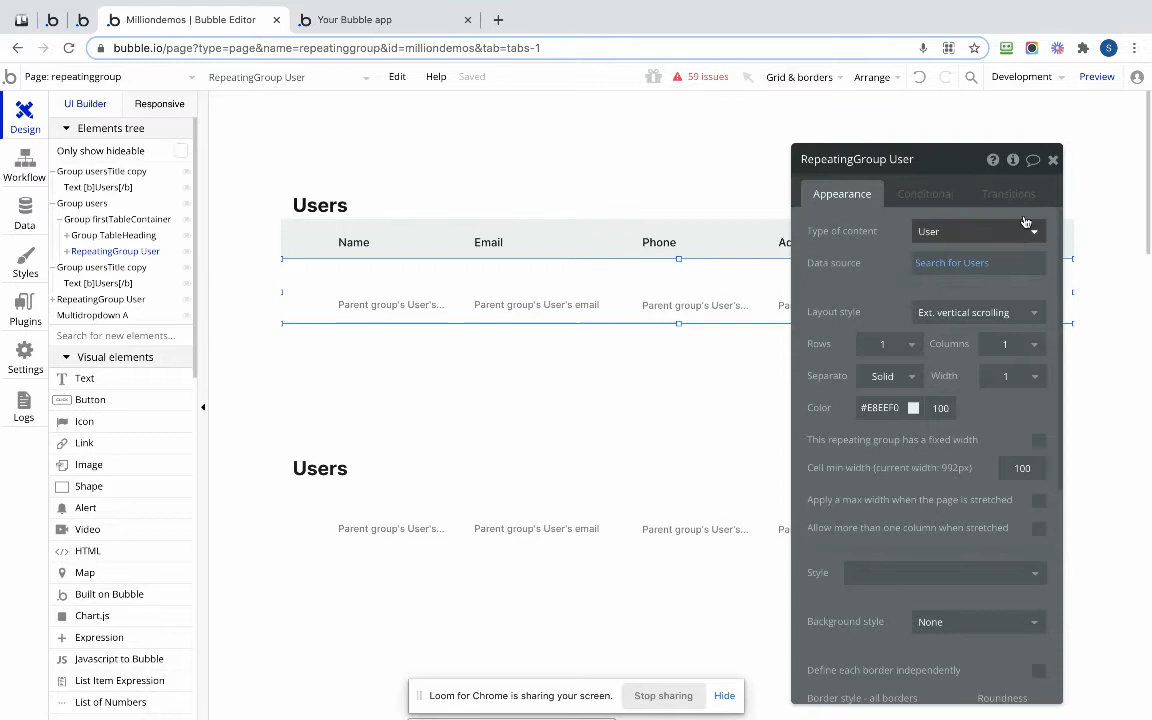 Milliondemos | Bubble Editor
Your Bubble app
bubble.io/page?type=page&name=repeatinggroup&id=milliondemos&tab=tabs-1
S
Page: repeatinggroup
RepeatingGroup User
Edit
Help
Saved
59 issues
Grid & borders
Arrange
Development
Preview
Design
Workflow
Data
Styles
Plugins
Settings
Logs
UI Builder
Responsive
Elements tree
Only show hideable
Group usersTitle copy
Text [b]Users[/b]
Group users
Group firstTableContainer
Group TableHeading
RepeatingGroup User
Group usersTitle copy
Text [b]Users[/b]
RepeatingGroup User
Multidropdown A
Search for new elements...
Visual elements
Text
CLICK
Button
Icon
Link
Image
Shape
Alert
Video
HTML
Map
Built on Bubble
Chart.js
Expression
JS Javascript to Bubble
List Item Expression
List of Numbers
Users
Name
Email
Phone
Ad
Parent group's User's...
Parent group's User's email
Parent group's User's...
Pa
Users
Parent group's User's...
Parent group's User's email
Parent group's User's...
Pa
RepeatingGroup User
Appearance
Conditional
Transitions
Type of content
User
Data source
Search for Users
Layout style
Ext. vertical scrolling
Rows
1
Columns
1
Separato
Solid
Width
1
Color
#E8EEF0
100
This repeating group has a fixed width
Cell min width (current width: 992px)
100
Apply a max width when the page is stretched
Allow more than one column when stretched
Style
Background style
None
Define each border independently
Border style - all borders
Roundness
Loom for Chrome is sharing your screen.
Stop sharing
Hide